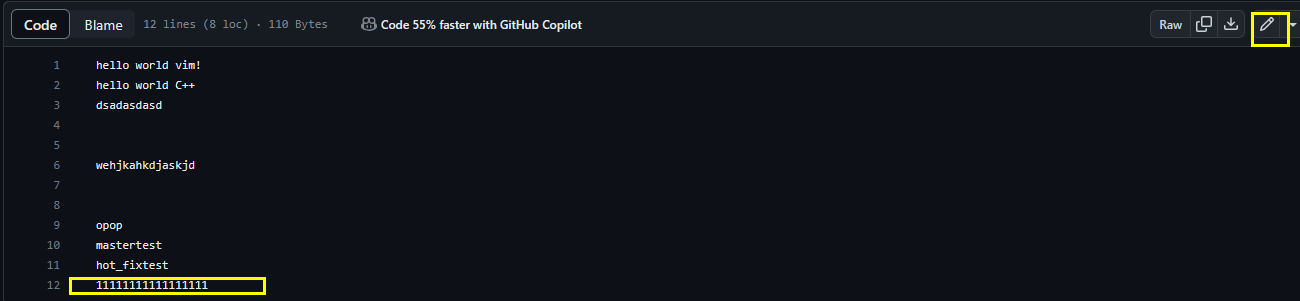 Code Blame 12 lines (8 loc) · 110 Bytes Code 55% faster with GitHub Copilot Raw
1 hello world vim!
2 hello world C++
3 dsadasdasd
4
5
6 wehjkahkdjaskjd
7
8
9 opop
10 mastertest
11 hot_fixtest
12 11111111111111111